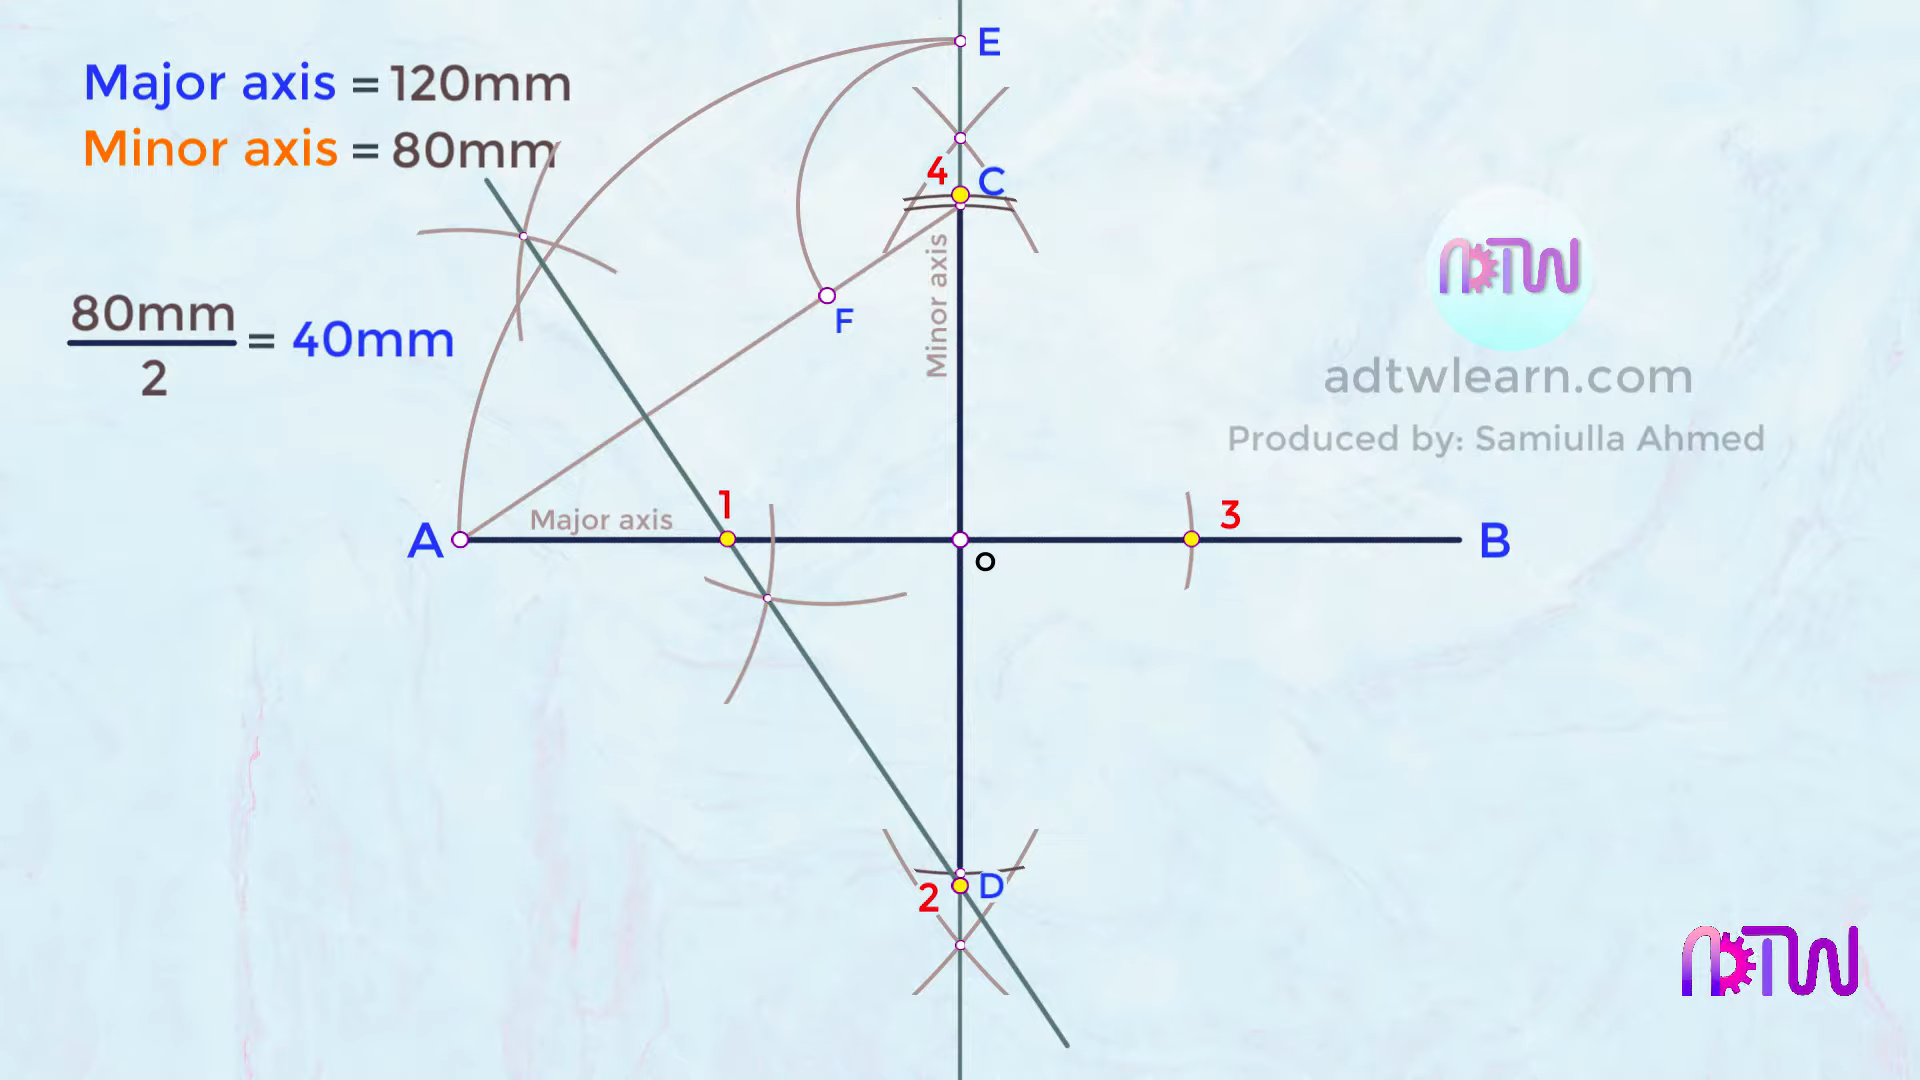 Major axis = 120mm
Minor axis = 80mm
80mm
2
= 40mm
E
4
C
Minor axis
F
adtwlearn.com
Produced by: Samiulla Ahmed
A
Major axis
1
O
3
B
2
D